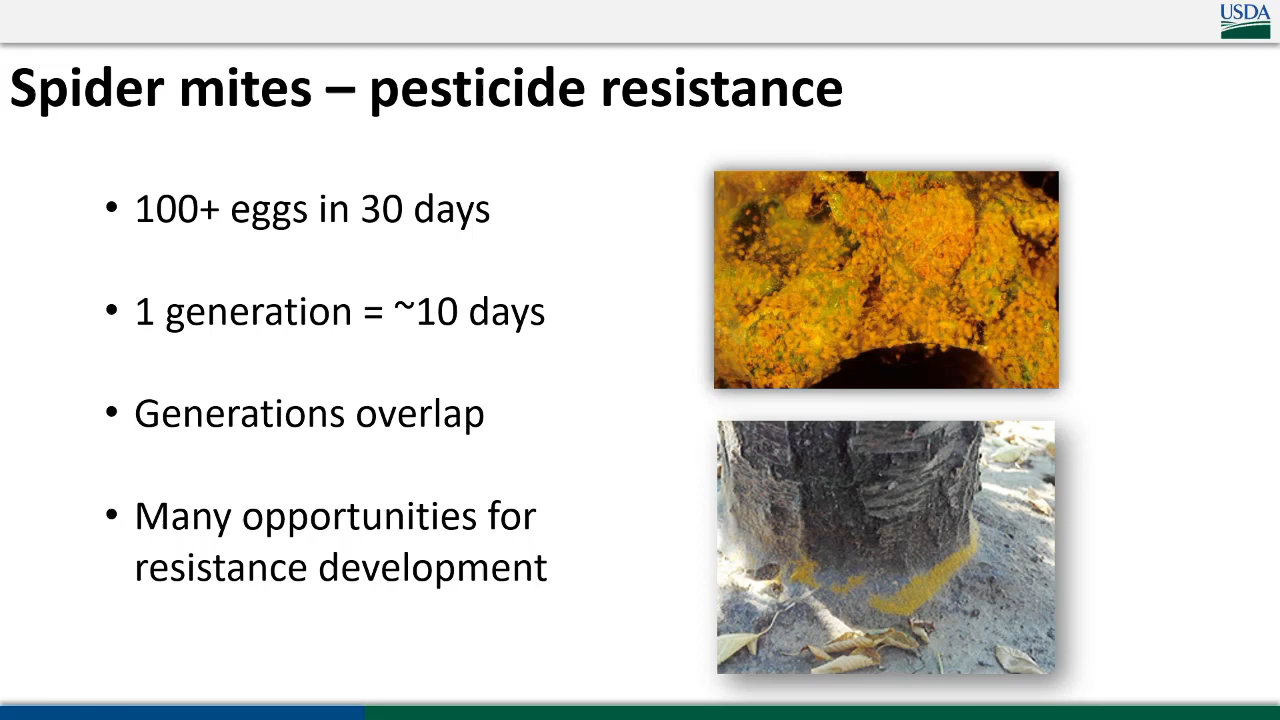 USDA
Spider mites – pesticide resistance
• 100+ eggs in 30 days
• 1 generation = ~10 days
• Generations overlap
• Many opportunities for
resistance development